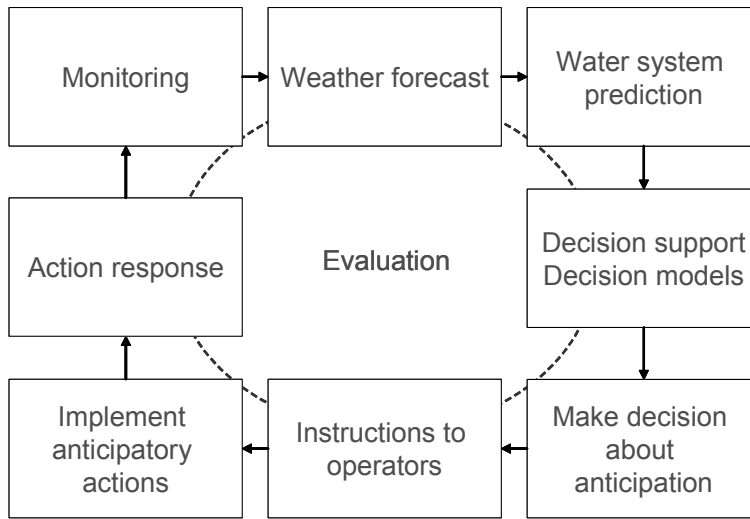 Monitoring
Weather forecast
Water system
prediction
Action response
Evaluation
Decision support
Decision models
Implement
anticipatory
actions
Instructions to
operators
Make decision
about
anticipation